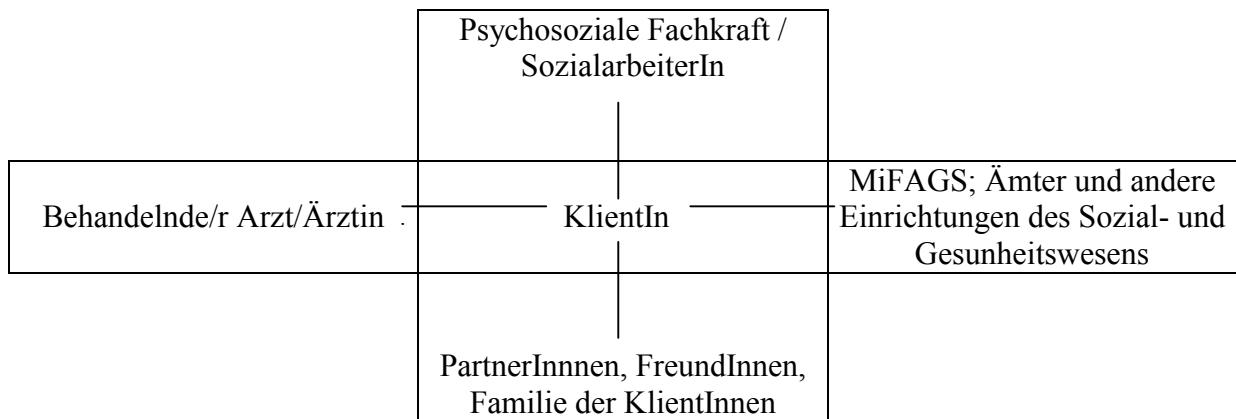 Psychosoziale Fachkraft /
SozialarbeiterIn
Behandelnde/r Arzt/Ärztin
KlientIn
MiFAGS; Ämter und andere
Einrichtungen des Sozial- und
Gesunheitswesens
PartnerInnnen, FreundInnen,
Familie der KlientInnen